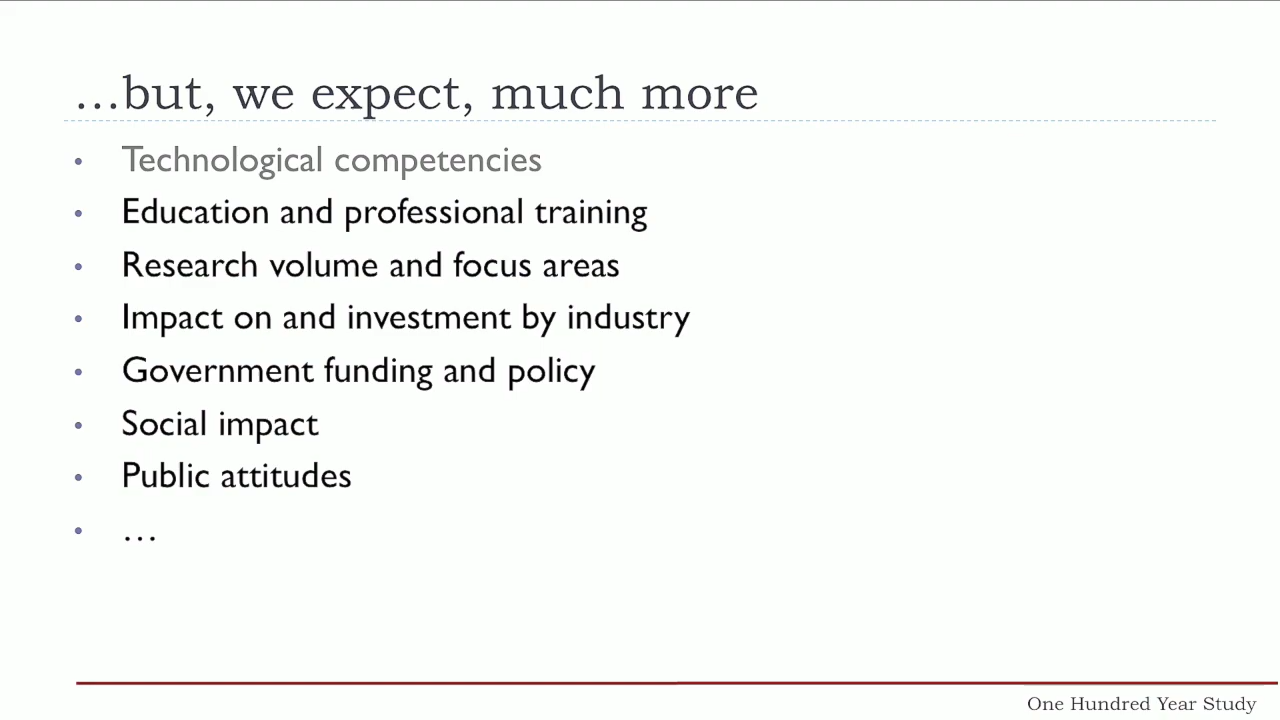 ...but, we expect, much more
• Technological competencies
• Education and professional training
• Research volume and focus areas
• Impact on and investment by industry
• Government funding and policy
• Social impact
• Public attitudes
• ...
One Hundred Year Study